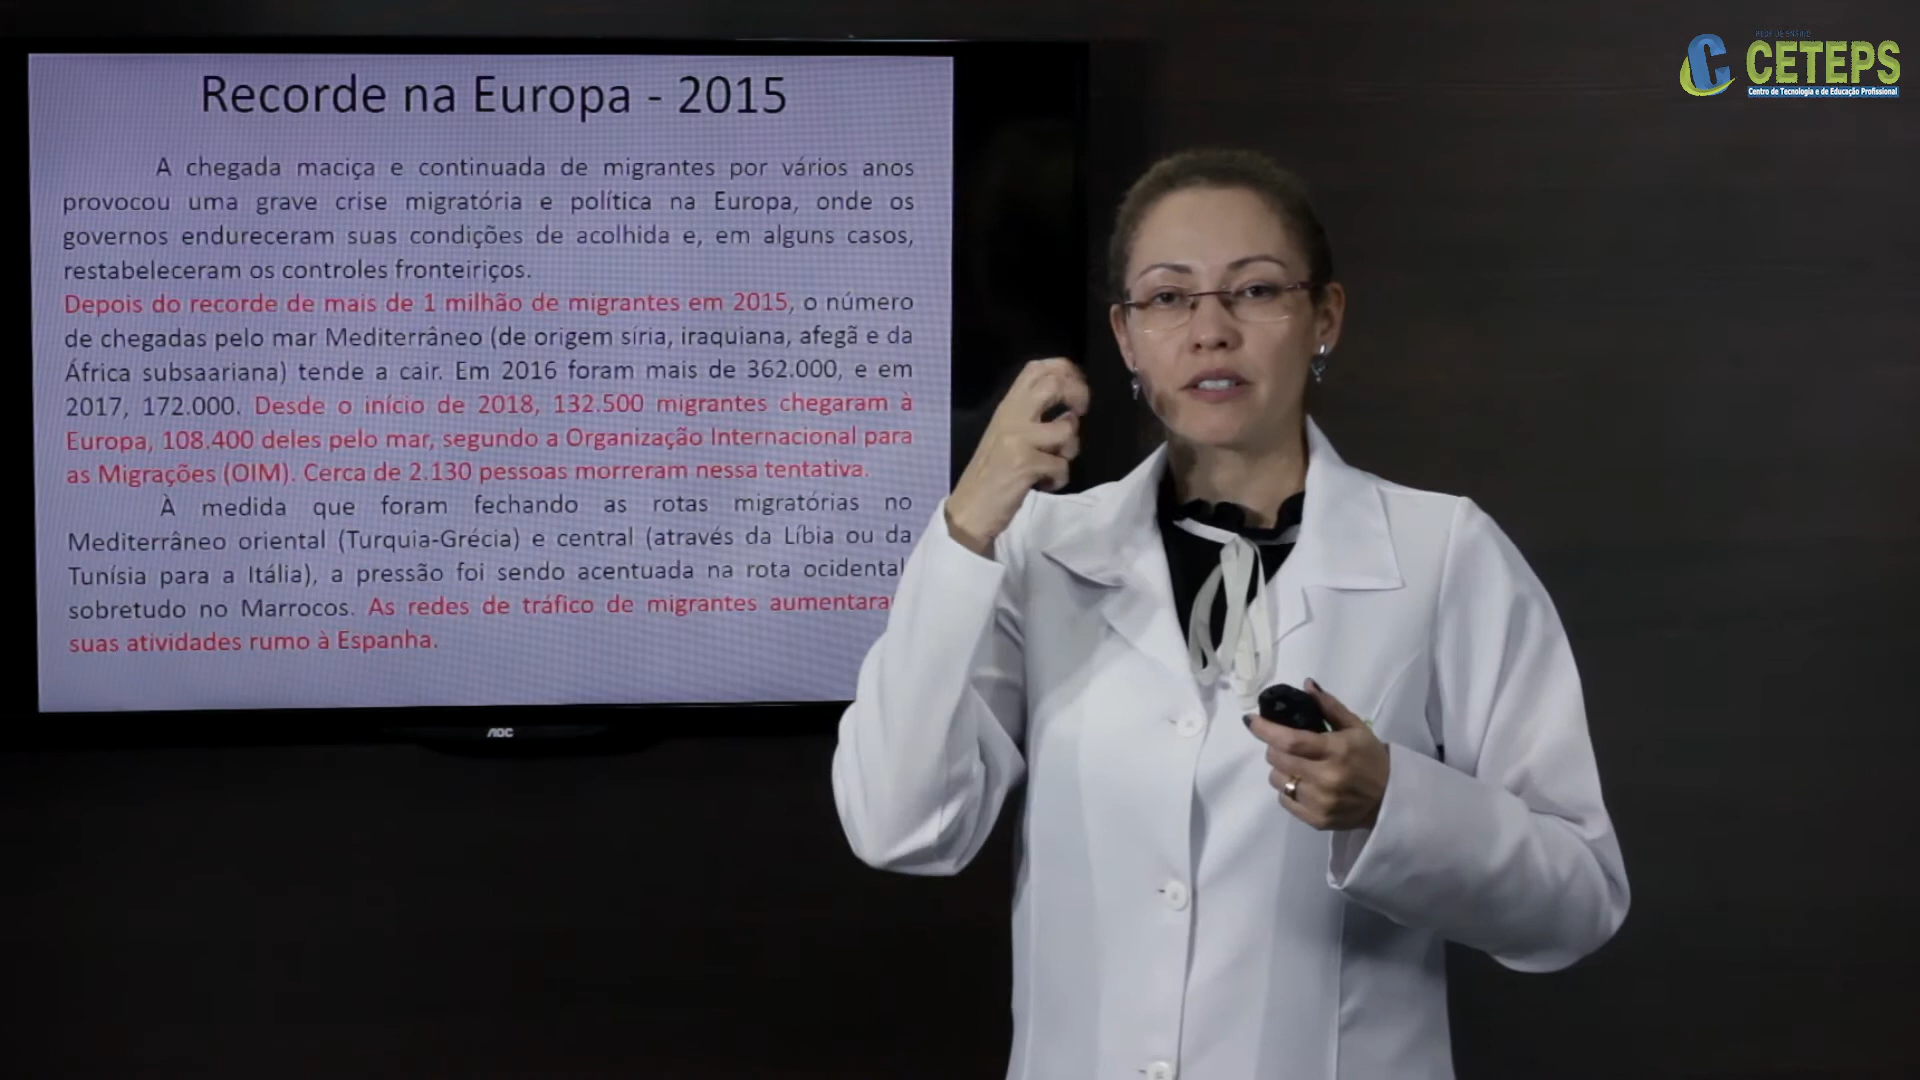 Recorde na Europa - 2015
A chegada maciça e continuada de migrantes por vários anos
provocou uma grave crise migratória e política na Europa, onde os
governos endureceram suas condições de acolhida e, em alguns casos,
restabeleceram os controles fronteiriços.
Depois do recorde de mais de 1 milhão de migrantes em 2015, o número
de chegadas pelo mar Mediterrâneo (de origem síria, iraquiana, afegã e da
África subsaariana) tende a cair. Em 2016 foram mais de 362.000, e em
2017, 172.000. Desde o início de 2018, 132.500 migrantes chegaram à
Europa, 108.400 deles pelo mar, segundo a Organização Internacional para
as Migrações (OIM). Cerca de 2.130 pessoas morreram nessa tentativa.
À medida que foram fechando as rotas migratórias no
Mediterrâneo oriental (Turquia-Grécia) e central (através da Líbia ou da
Tunísia para a Itália), a pressão foi sendo acentuada na rota ocidental
sobretudo no Marrocos. As redes de tráfico de migrantes aumentara
suas atividades rumo à Espanha.
AOC
CETEPS
Centro de Tecnologia e de Educação Profissional